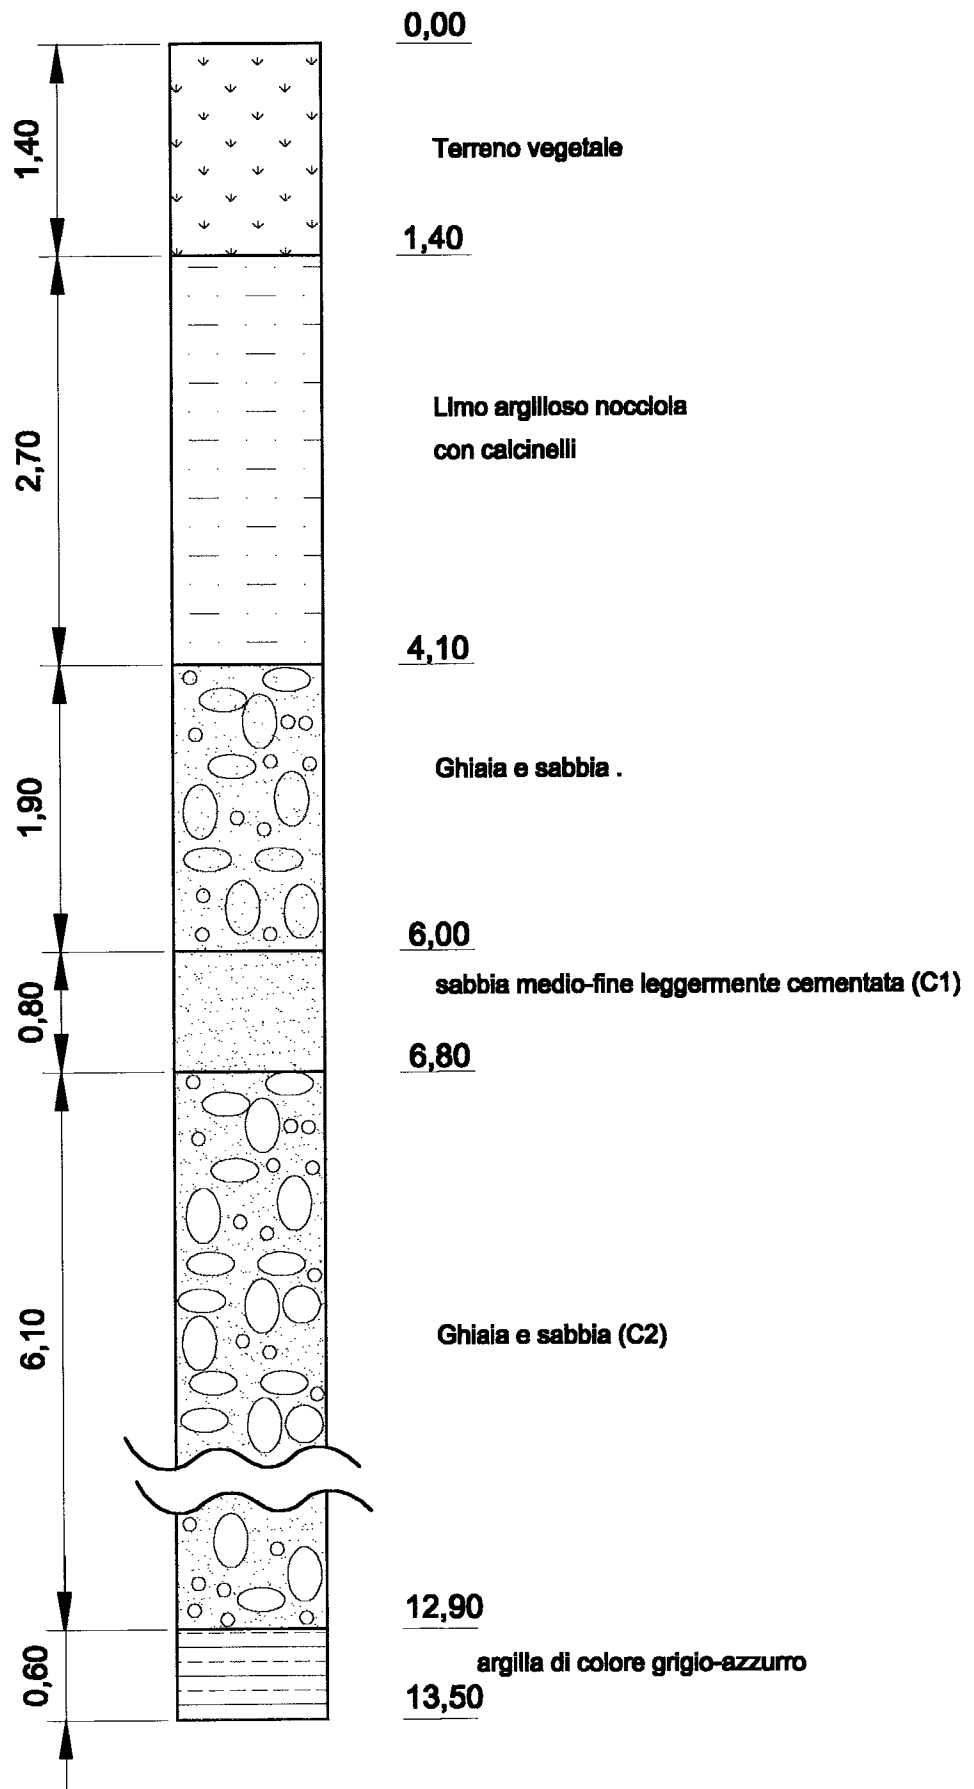 0,00
1,40
Terreno vegetale
1,40
2,70
Limo argilloso nocciola
con calcinelli
4,10
1,90
Ghiaia e sabbia .
6,00
0,80
sabbia medio-fine leggermente cementata (C1)
6,80
6,10
Ghiaia e sabbia (C2)
12,90
0,60
argilla di colore grigio-azzurro
13,50